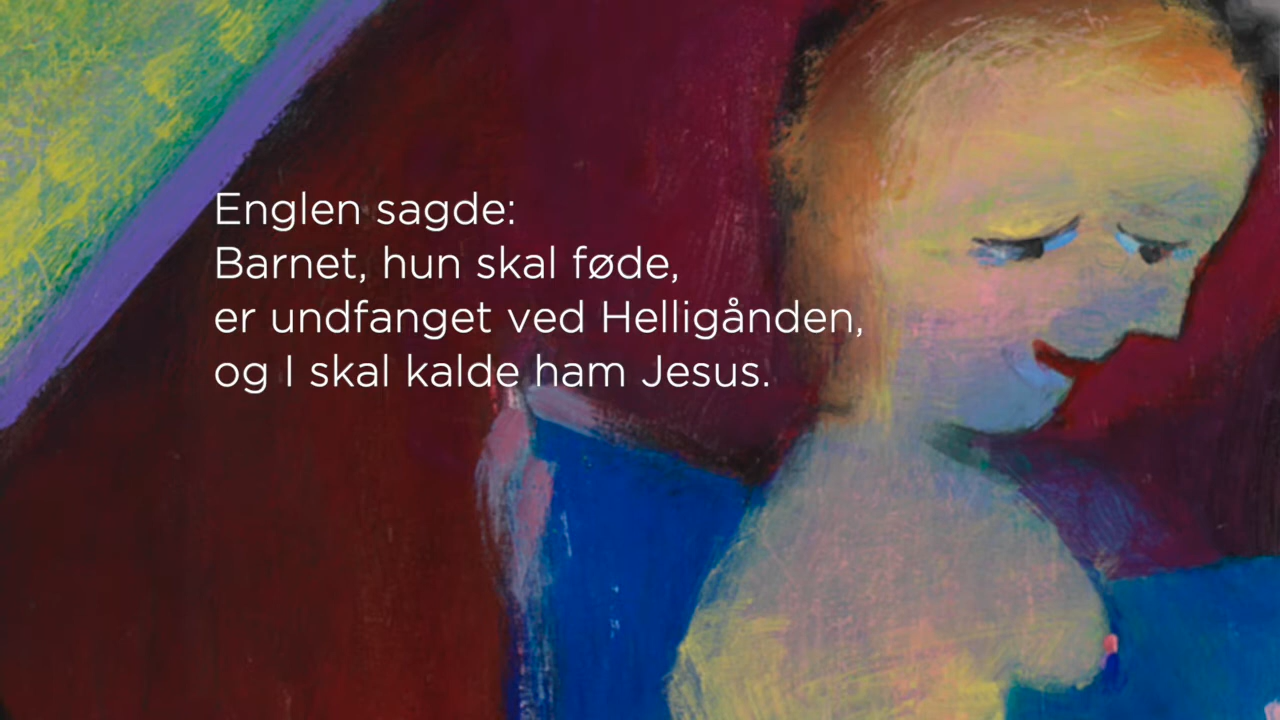 Englen sagde:
Barnet, hun skal føde,
er undfanget ved Helligånden,
og I skal kalde ham Jesus.